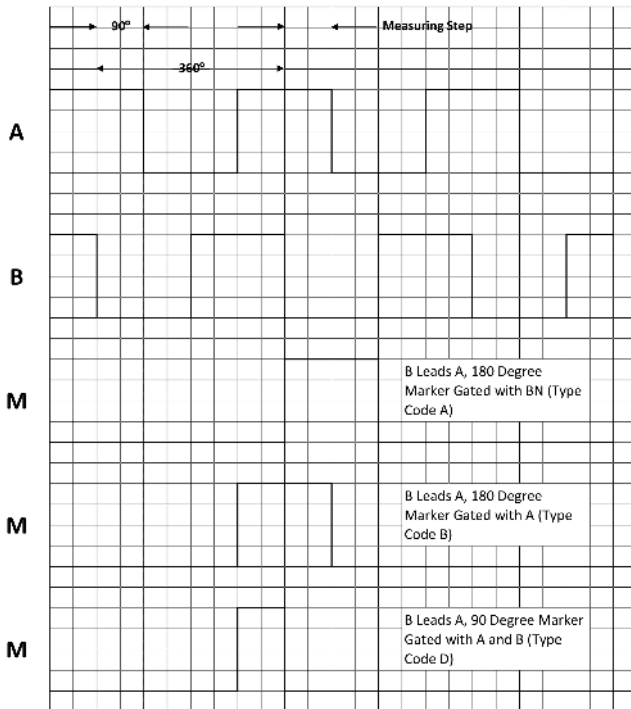 90°
Measuring Step
360°
A
B
M
B Leads A, 180 Degree
Marker Gated with BN (Type
Code A)
M
B Leads A, 180 Degree
Marker Gated with A (Type
Code B)
M
B Leads A, 90 Degree Marker
Gated with A and B (Type
Code D)